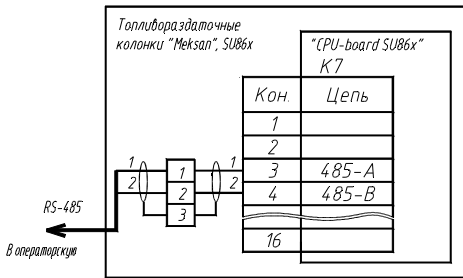 Топливораздаточные
колонки "Meksan", SU86x
"CPU-board SU86x"
K7
Кон. Цепь
1
2
3 485-A
4 485-B
16
1 1 1
2 2 2
3
RS-485
В операторскую